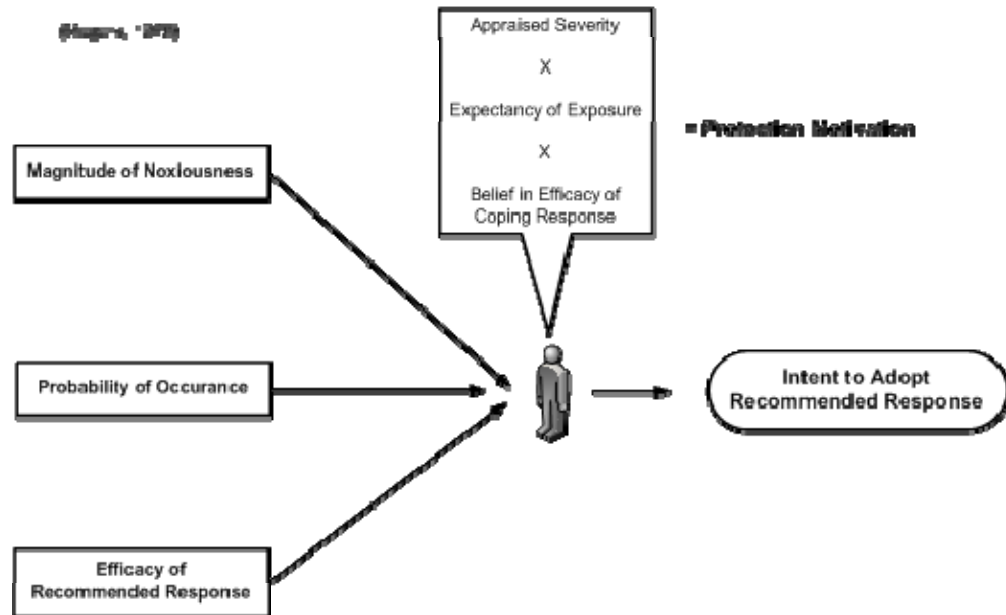 Appraised Severity
X
Expectancy of Exposure
X
Belief in Efficacy of
Coping Response
= Protection Motivation
Magnitude of Noxiousness
Probability of Occurance
Intent to Adopt
Recommended Response
Efficacy of
Recommended Response